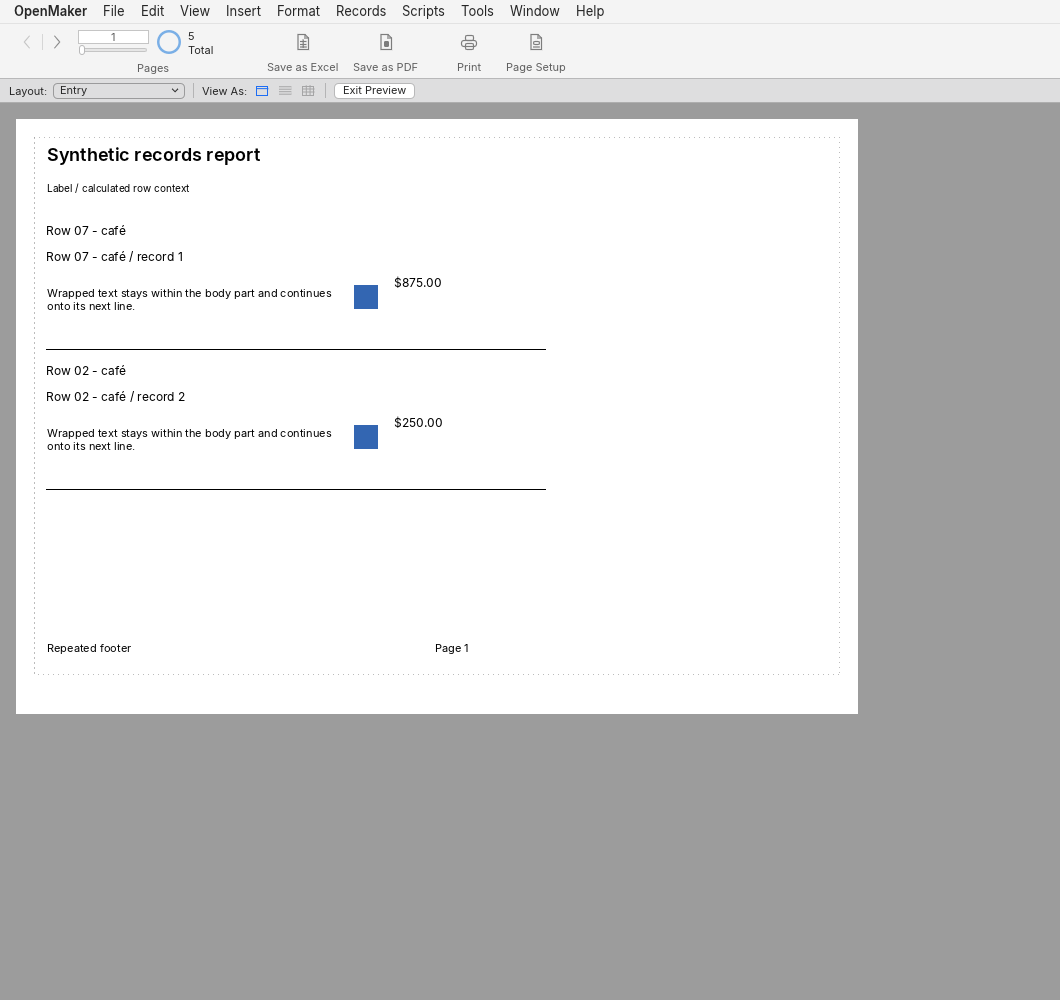 OpenMaker File Edit View Insert Format Records Scripts Tools Window Help
1
5
Total
Pages
Save as Excel Save as PDF Print Page Setup
Layout: Entry View As: Exit Preview
Synthetic records report
Label / calculated row context
Row 07 - café
Row 07 - café / record 1
$875.00
Wrapped text stays within the body part and continues
onto its next line.
Row 02 - café
Row 02 - café / record 2
$250.00
Wrapped text stays within the body part and continues
onto its next line.
Repeated footer Page 1